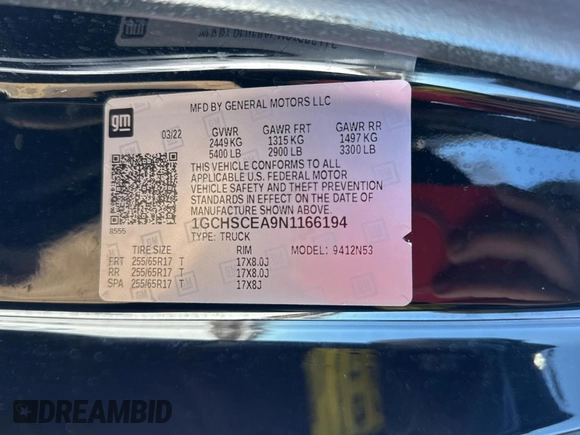 MFD BY GENERAL MOTORS LLC
gm
03/22 GVWR GAWR FRT GAWR RR
2449 KG 1315 KG 1497 KG
5400 LB 2900 LB 3300 LB
THIS VEHICLE CONFORMS TO ALL
APPLICABLE U.S. FEDERAL MOTOR
VEHICLE SAFETY AND THEFT PREVENTION
STANDARDS IN EFFECT ON THE DATE OF
MANUFACTURE SHOWN ABOVE.
8555
1GCHSCEA9N1166194
TYPE: TRUCK MODEL: 9412N53
TIRE SIZE RIM
FRT 255/65R17 T 17X8.0J
RR 255/65R17 T 17X8.0J
SPA 255/65R17 T 17X8J
DREAMBID